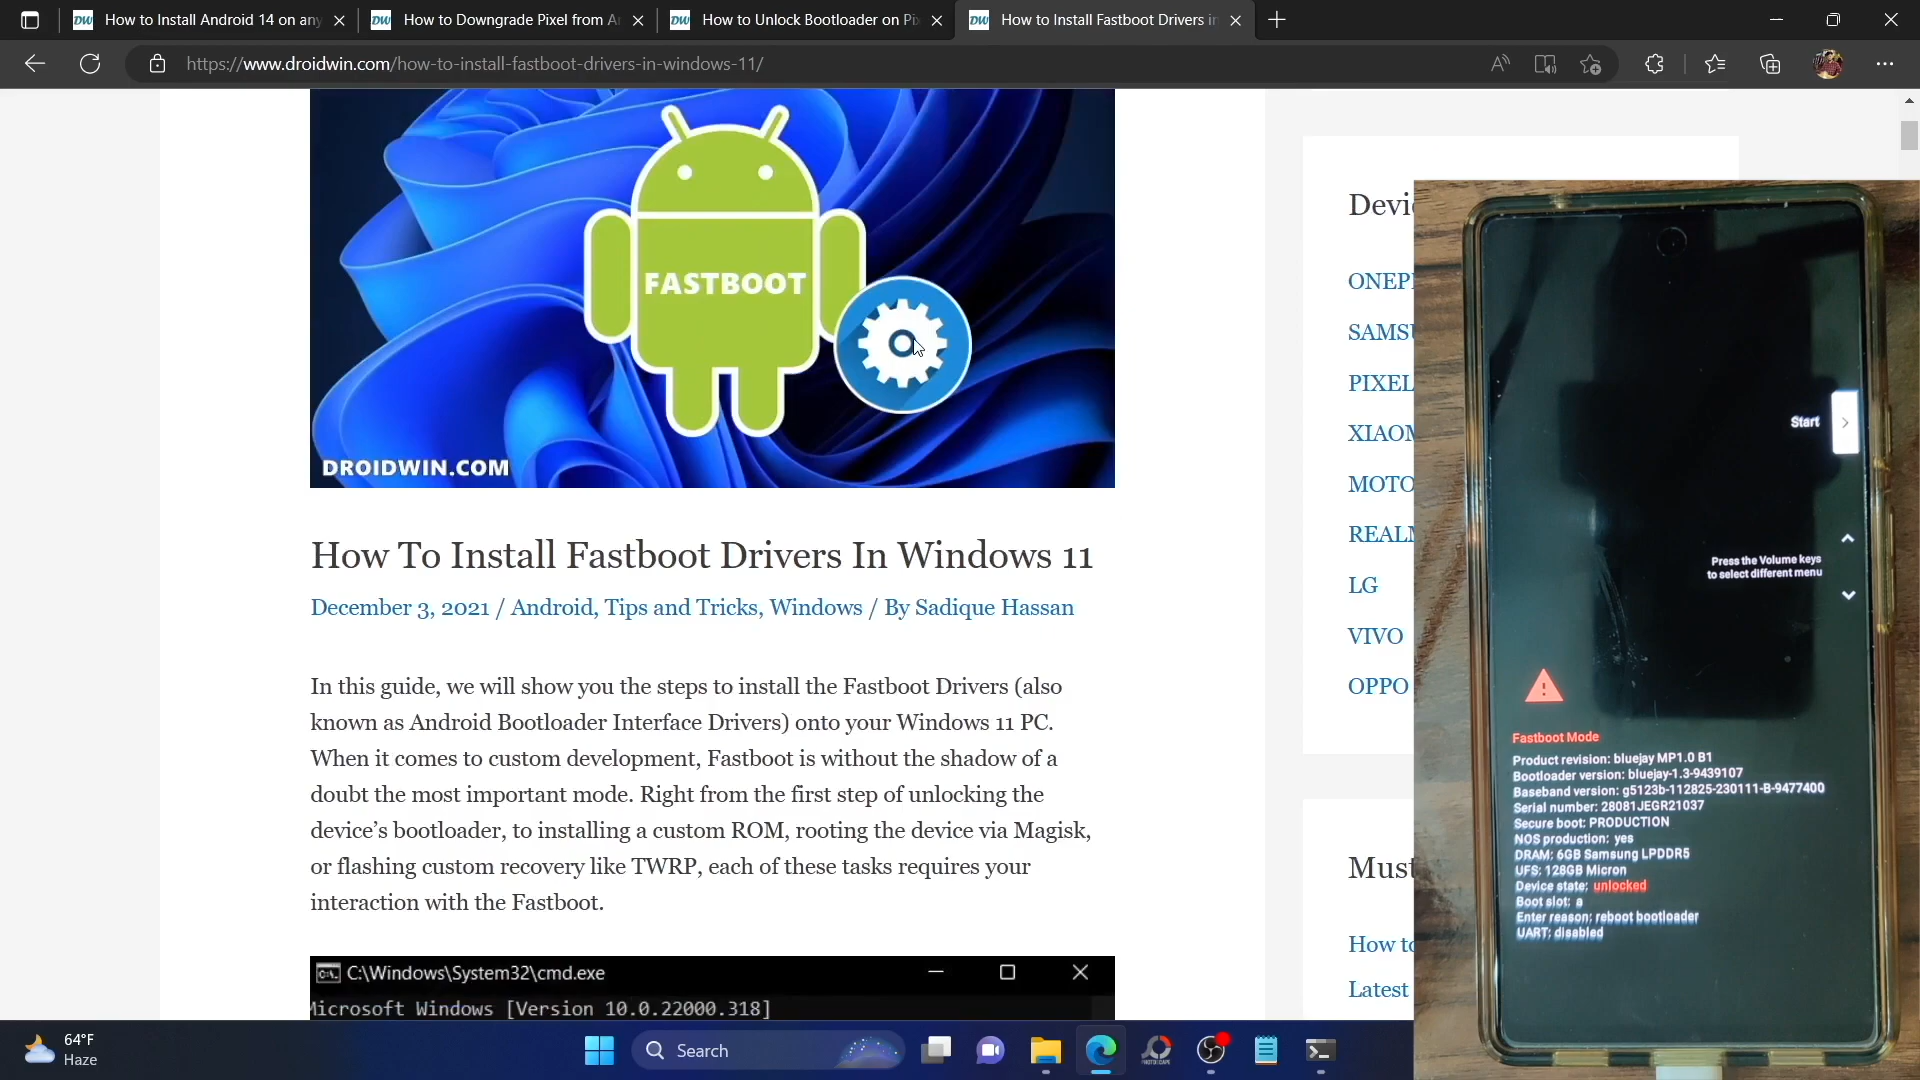 How to Install Android 14 on any
How to Downgrade Pixel from A
How to Unlock Bootloader on Pi
How to Install Fastboot Drivers in
https://www.droidwin.com/how-to-install-fastboot-drivers-in-windows-11/
FASTBOOT
DROIDWIN.COM
How To Install Fastboot Drivers In Windows 11
December 3, 2021 / Android, Tips and Tricks, Windows / By Sadique Hassan
In this guide, we will show you the steps to install the Fastboot Drivers (also
known as Android Bootloader Interface Drivers) onto your Windows 11 PC.
When it comes to custom development, Fastboot is without the shadow of a
doubt the most important mode. Right from the first step of unlocking the
device's bootloader, to installing a custom ROM, rooting the device via Magisk,
or flashing custom recovery like TWRP, each of these tasks requires your
interaction with the Fastboot.
C:\Windows\System32\cmd.exe
Microsoft Windows [Version 10.0.22000.318]
Devi
ONEP
SAMSU
PIXEL
XIAOM
MOTO
REALM
LG
VIVO
OPPO
Must
How to
Latest
Start
Press the Volume keys
to select different menu
Fastboot Mode
Product revision: bluejay MP1.0 B1
Bootloader version: bluejay-1.3-9439107
Baseband version: g5123b-112825-230111-B-9477400
Serial number: 28081JEGR21037
Secure boot: PRODUCTION
NOS production: yes
DRAM: 6GB Samsung LPDDR5
UFS: 128GB Micron
Device state: unlocked
Boot slot: a
Enter reason: reboot bootloader
UART: disabled
64°F
Haze
Search